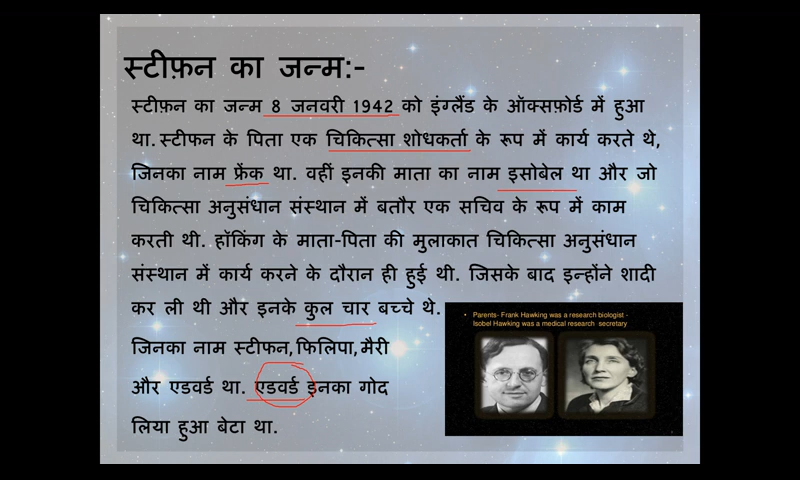 स्टीफ़न का जन्म:-
स्टीफ़न का जन्म 8 जनवरी 1942 को इंग्लैंड के ऑक्सफ़ोर्ड में हुआ
था. स्टीफन के पिता एक चिकित्सा शोधकर्ता के रूप में कार्य करते थे,
जिनका नाम फ्रेंक था. वहीं इनकी माता का नाम इसोबेल था और जो
चिकित्सा अनुसंधान संस्थान में बतौर एक सचिव के रूप में काम
करती थी. हॉकिंग के माता-पिता की मुलाकात चिकित्सा अनुसंधान
संस्थान में कार्य करने के दौरान ही हुई थी. जिसके बाद इन्होंने शादी
कर ली थी और इनके कुल चार बच्चे थे.
जिनका नाम स्टीफन,फिलिपा,मैरी
और एडवर्ड था. एडवर्ड इनका गोद
लिया हुआ बेटा था.
• Parents- Frank Hawking was a research biologist -
Isobel Hawking was a medical research secretary